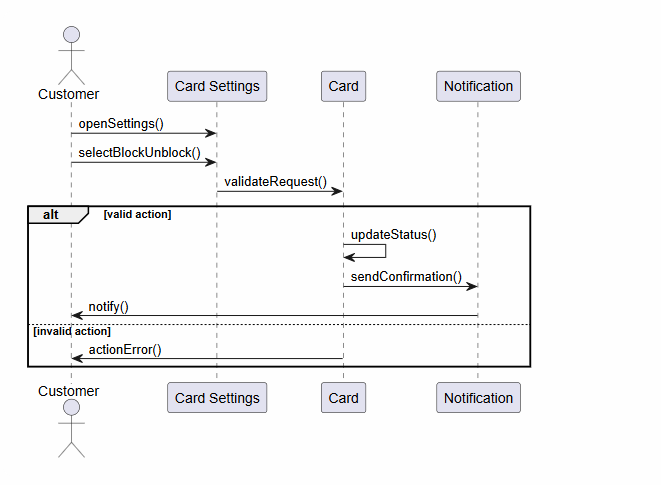 Customer
Card Settings
Card
Notification
openSettings()
selectBlockUnblock()
validateRequest()
alt
[valid action]
updateStatus()
sendConfirmation()
notify()
[invalid action]
actionError()
Customer
Card Settings
Card
Notification